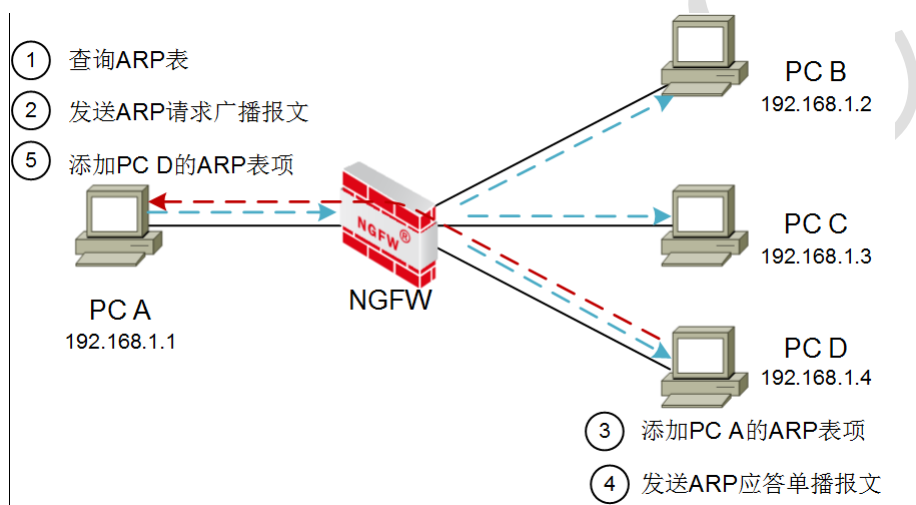 1 查询ARP表
2 发送ARP请求广播报文
5 添加PC D的ARP表项
PC A
192.168.1.1
NGFW®
NGFW
PC B
192.168.1.2
PC C
192.168.1.3
PC D
192.168.1.4
3 添加PC A的ARP表项
4 发送ARP应答单播报文